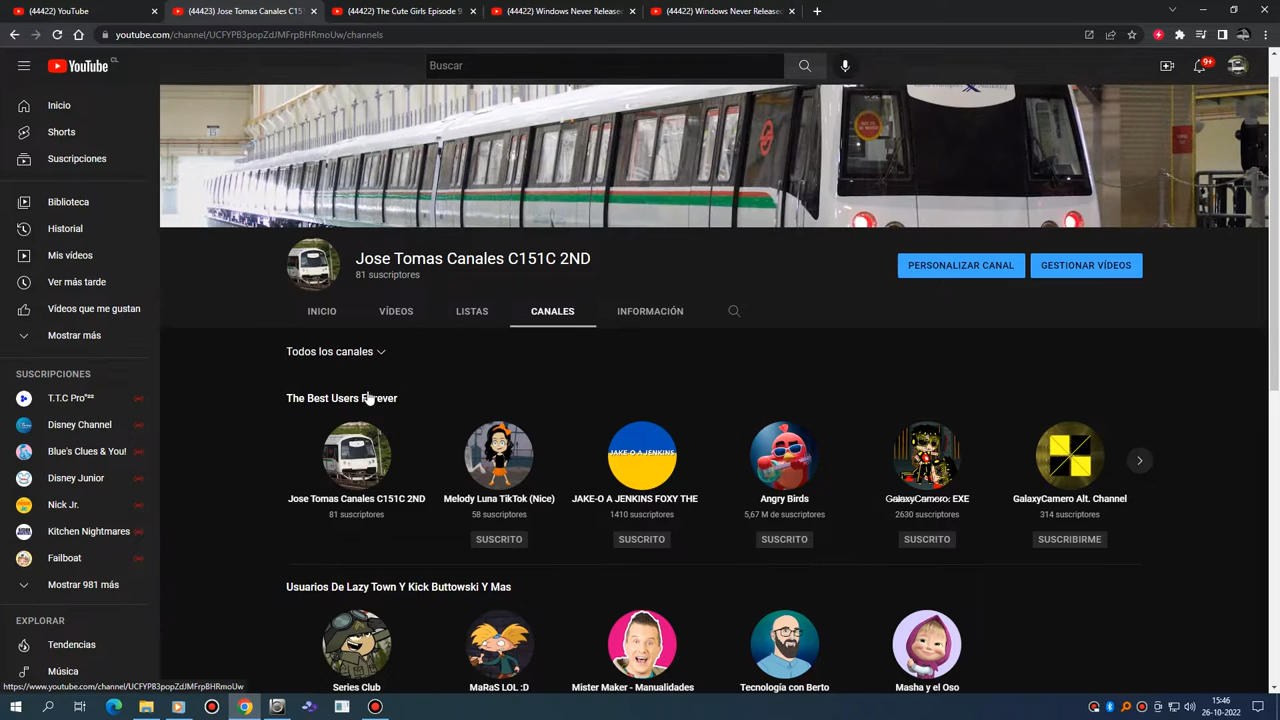 (44422) YouTube
(44423) Jose Tomas Canales C151
(44422) The Cute Girls Episode 9
(44422) Windows Never Release
(44422) Windows Never Release
youtube.com/channel/UCFYPB3popZdJMFrpBHRmoUw/channels
YouTube CL
Buscar
9+
Inicio
Shorts
Suscripciones
Biblioteca
Historial
Mis vídeos
Ver más tarde
Vídeos que me gustan
Mostrar más
SUSCRIPCIONES
Disney Channel
Blue's Clues & You!
Disney Junior
Nick Jr.
Kitchen Nightmares
Failboat
Mostrar 981 más
EXPLORAR
Tendencias
Música
Jose Tomas Canales C151C 2ND
81 suscriptores
PERSONALIZAR CANAL
GESTIONAR VÍDEOS
INICIO
VÍDEOS
LISTAS
CANALES
INFORMACIÓN
Todos los canales
The Best Users Forever
JAKE-O A JENKINS
Jose Tomas Canales C151C 2ND
Melody Luna TikTok (Nice)
JAKE-O A JENKINS FOXY THE
Angry Birds
GalaxyCamero: EXE
GalaxyCamero Alt. Channel
81 suscriptores
58 suscriptores
1410 suscriptores
5,67 M de suscriptores
2630 suscriptores
314 suscriptores
SUSCRITO
SUSCRITO
SUSCRITO
SUSCRITO
SUSCRIBIRME
Usuarios De Lazy Town Y Kick Buttowski Y Mas
Series Club
MaRaS LOL :D
Mister Maker - Manualidades
Tecnología con Berto
Masha y el Oso
https://www.youtube.com/channel/UCFYPB3popZdJMFrpBHRmoUw
15:46
26-10-2022